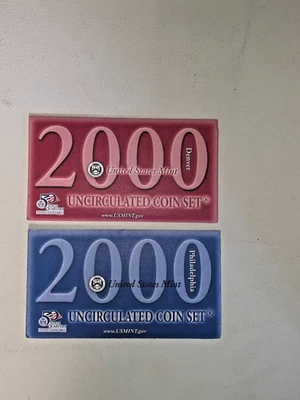 2000
Denver
United States Mint
UNCIRCULATED COIN SET®
www.USMINT.gov
2000
Philadelphia
United States Mint
UNCIRCULATED COIN SET®
www.USMINT.gov